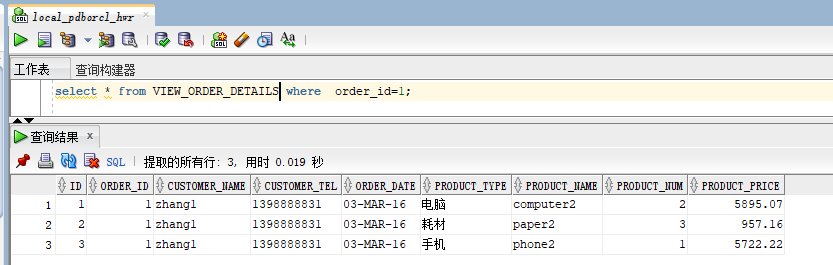 local_pdborcl_hwr
SQL
Aa
工作表 查询构建器
select * from VIEW_ORDER_DETAILS where order_id=1;
查询结果 x
SQL | 提取的所有行: 3, 用时 0.019 秒
ID ORDER_ID CUSTOMER_NAME CUSTOMER_TEL ORDER_DATE PRODUCT_TYPE PRODUCT_NAME PRODUCT_NUM PRODUCT_PRICE
1 1 1 zhang1 1398888831 03-MAR-16 电脑 computer2 2 5895.07
2 2 1 zhang1 1398888831 03-MAR-16 耗材 paper2 3 957.16
3 3 1 zhang1 1398888831 03-MAR-16 手机 phone2 1 5722.22